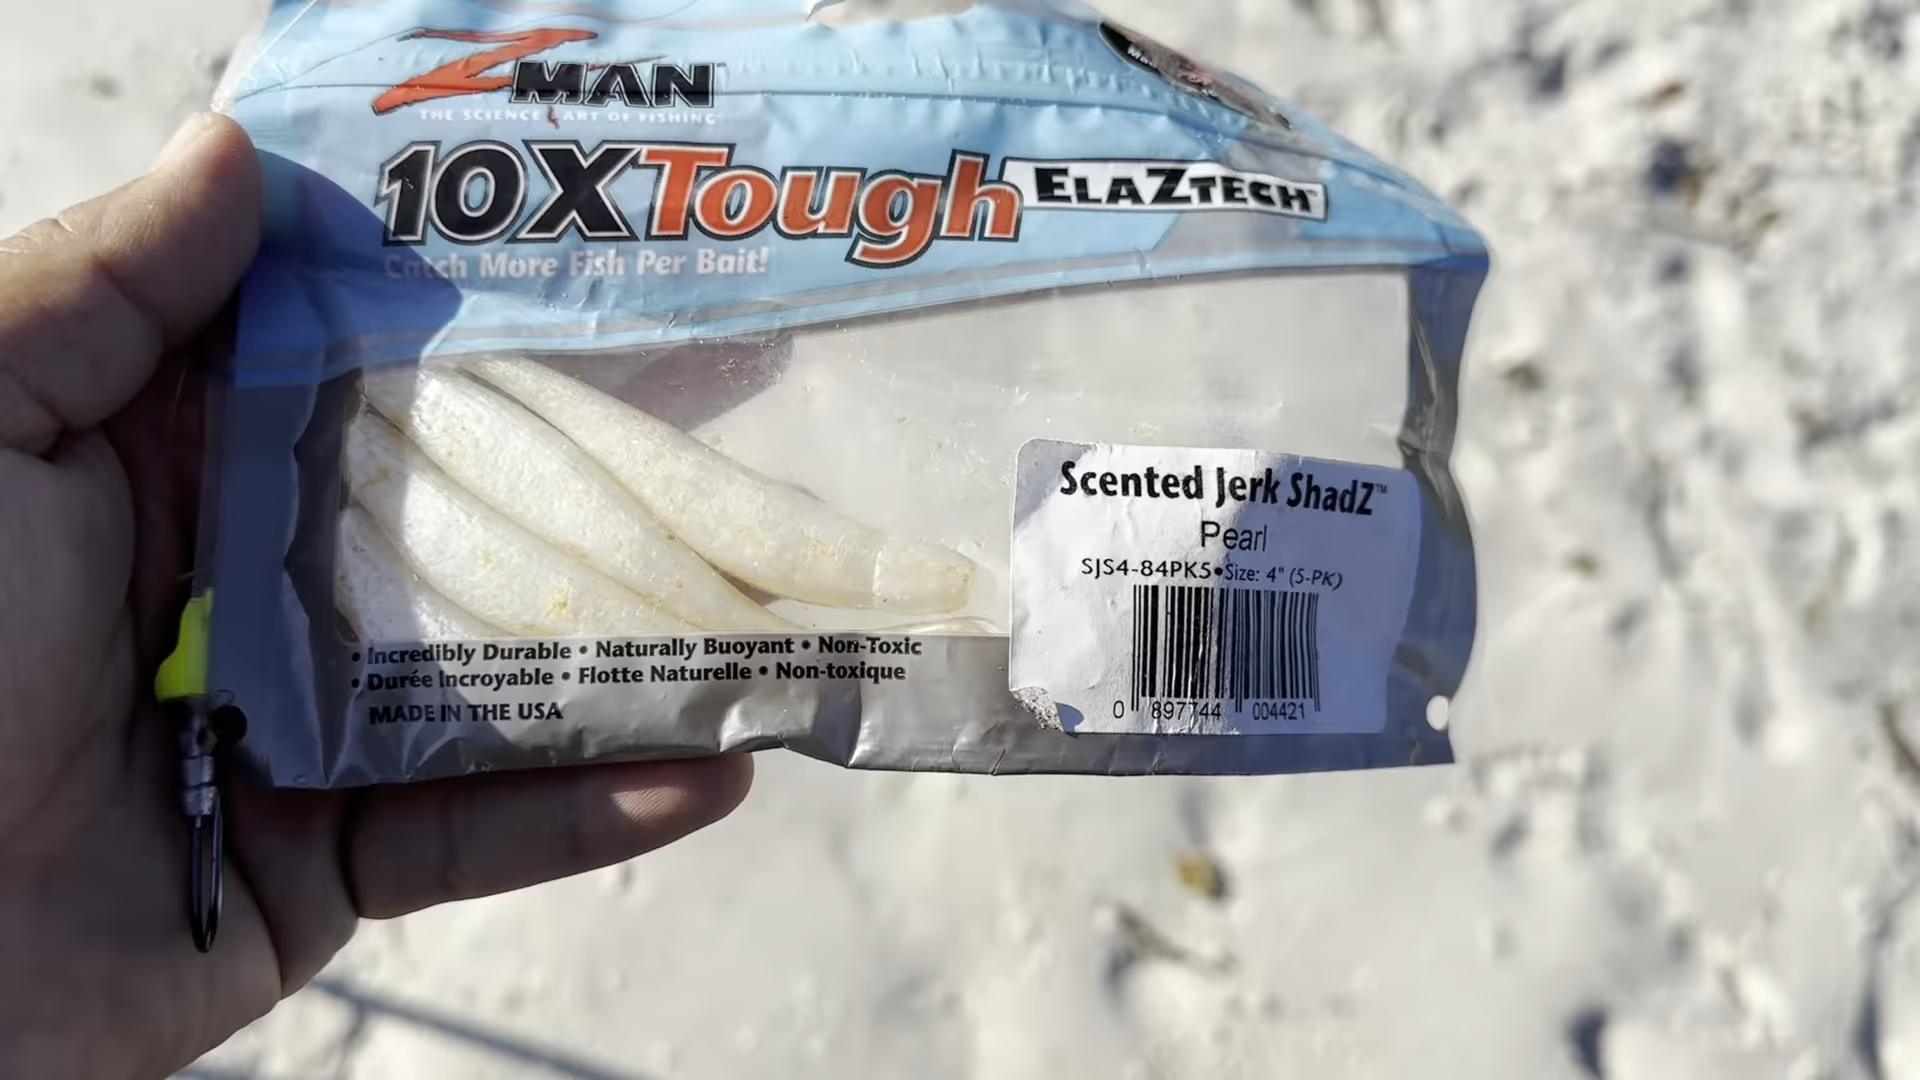 ZMAN
THE SCIENCE & ART OF FISHING
10XTough ELAZTECH™
Catch More Fish Per Bait!
Scented Jerk ShadZ™
Pearl
SJS4-84PK5•Size: 4" (5-PK)
0 897744 004421
• Incredibly Durable • Naturally Buoyant • Non-Toxic
• Durée Incroyable • Flotte Naturelle • Non-toxique
MADE IN THE USA